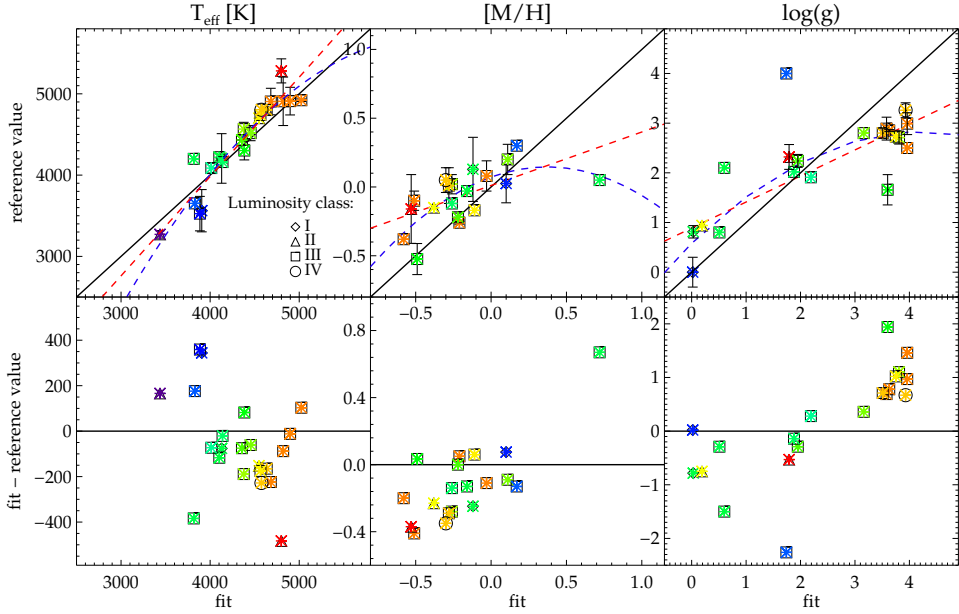 T_eff [K] [M/H] log(g)
reference value
5000
4000
3000
3000 4000 5000
Luminosity class:
I
II
III
IV
1.0
0.5
0.0
−0.5
−0.5 0.0 0.5 1.0
4
3
2
1
0
0 1 2 3 4
fit − reference value
400
200
0
−200
−400
3000 4000 5000
fit
0.8
0.4
0.0
−0.4
−0.5 0.0 0.5 1.0
fit
2
1
0
−1
−2
0 1 2 3 4
fit